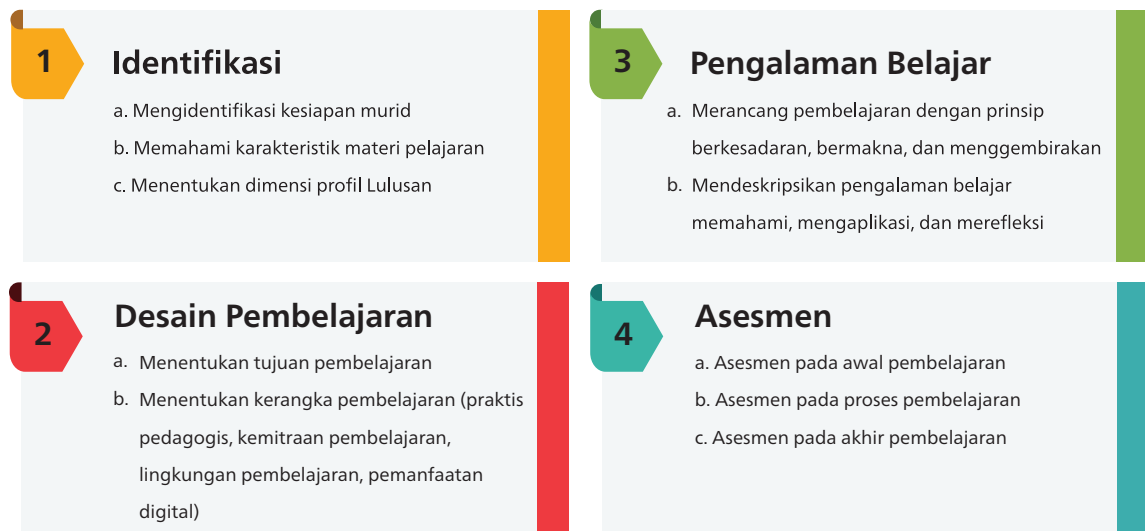 1
Identifikasi
a. Mengidentifikasi kesiapan murid
b. Memahami karakteristik materi pelajaran
c. Menentukan dimensi profil Lulusan
2
Desain Pembelajaran
a. Menentukan tujuan pembelajaran
b. Menentukan kerangka pembelajaran (praktis
pedagogis, kemitraan pembelajaran,
lingkungan pembelajaran, pemanfaatan
digital)
3
Pengalaman Belajar
a. Merancang pembelajaran dengan prinsip
berkesadaran, bermakna, dan menggembirakan
b. Mendeskripsikan pengalaman belajar
memahami, mengaplikasi, dan merefleksi
4
Asesmen
a. Asesmen pada awal pembelajaran
b. Asesmen pada proses pembelajaran
c. Asesmen pada akhir pembelajaran